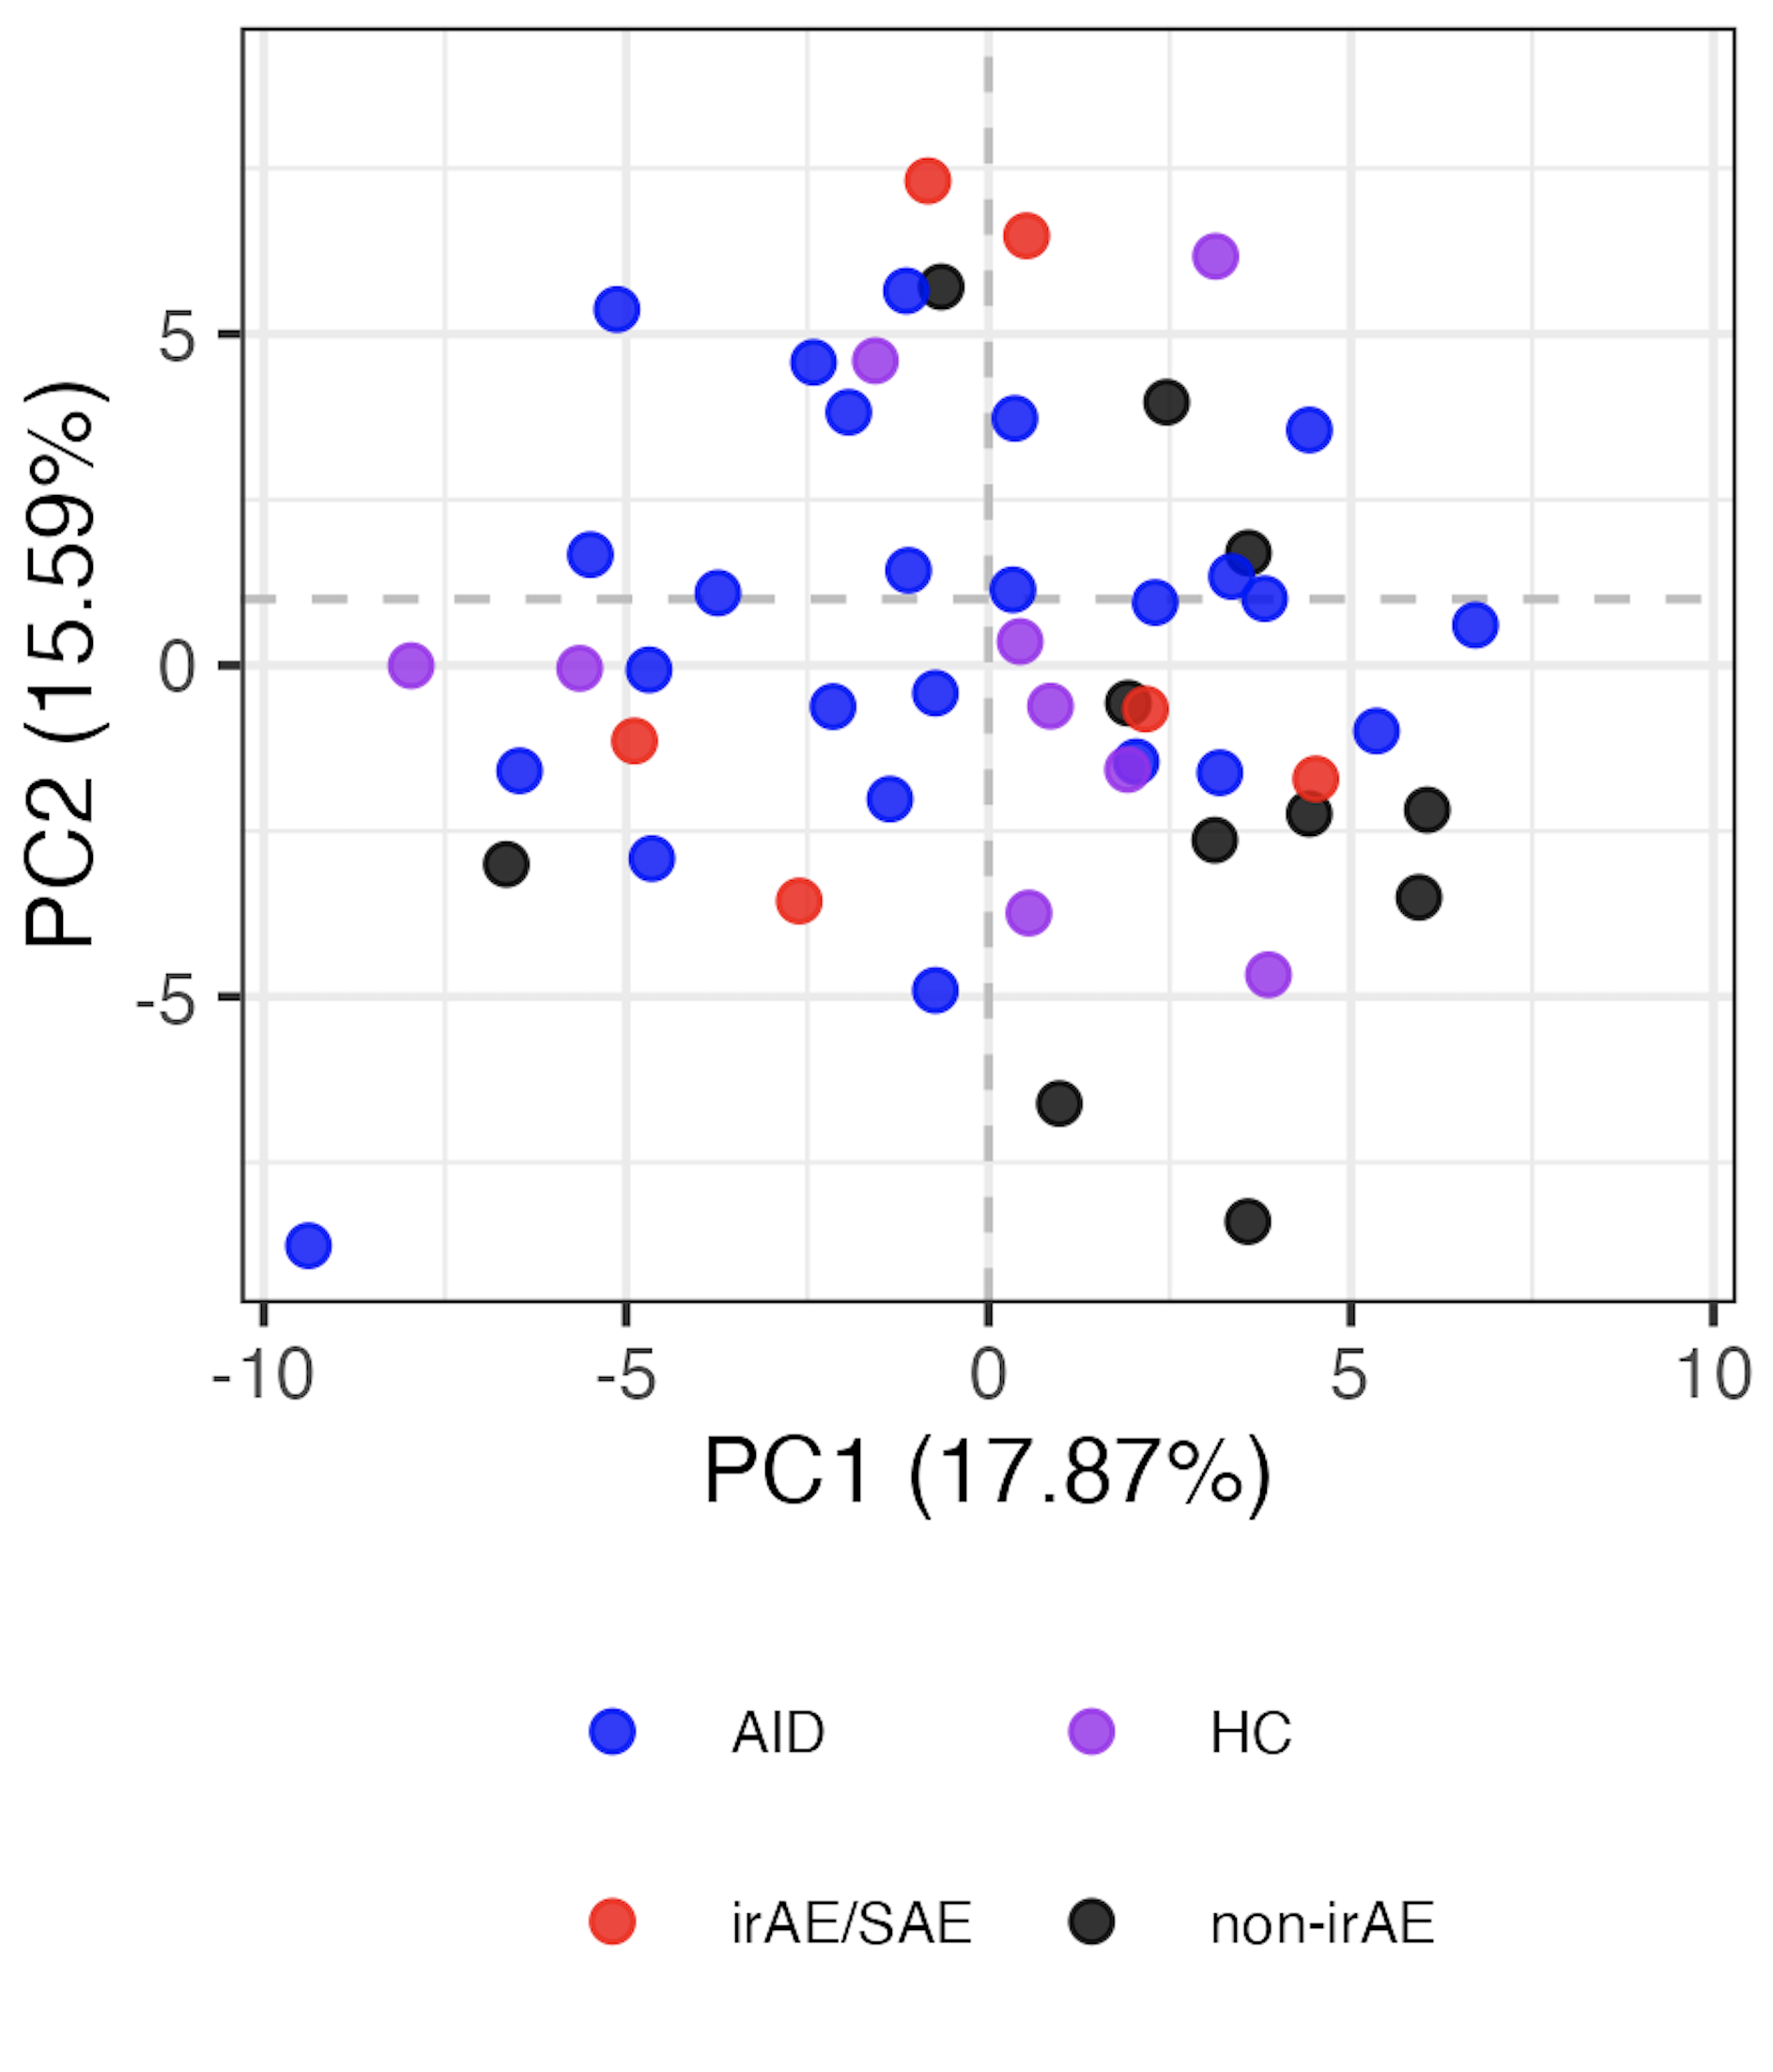 PC2 (15.59%)
5
0
-5
-10 -5 0 5 10
PC1 (17.87%)
AID HC
irAE/SAE non-irAE